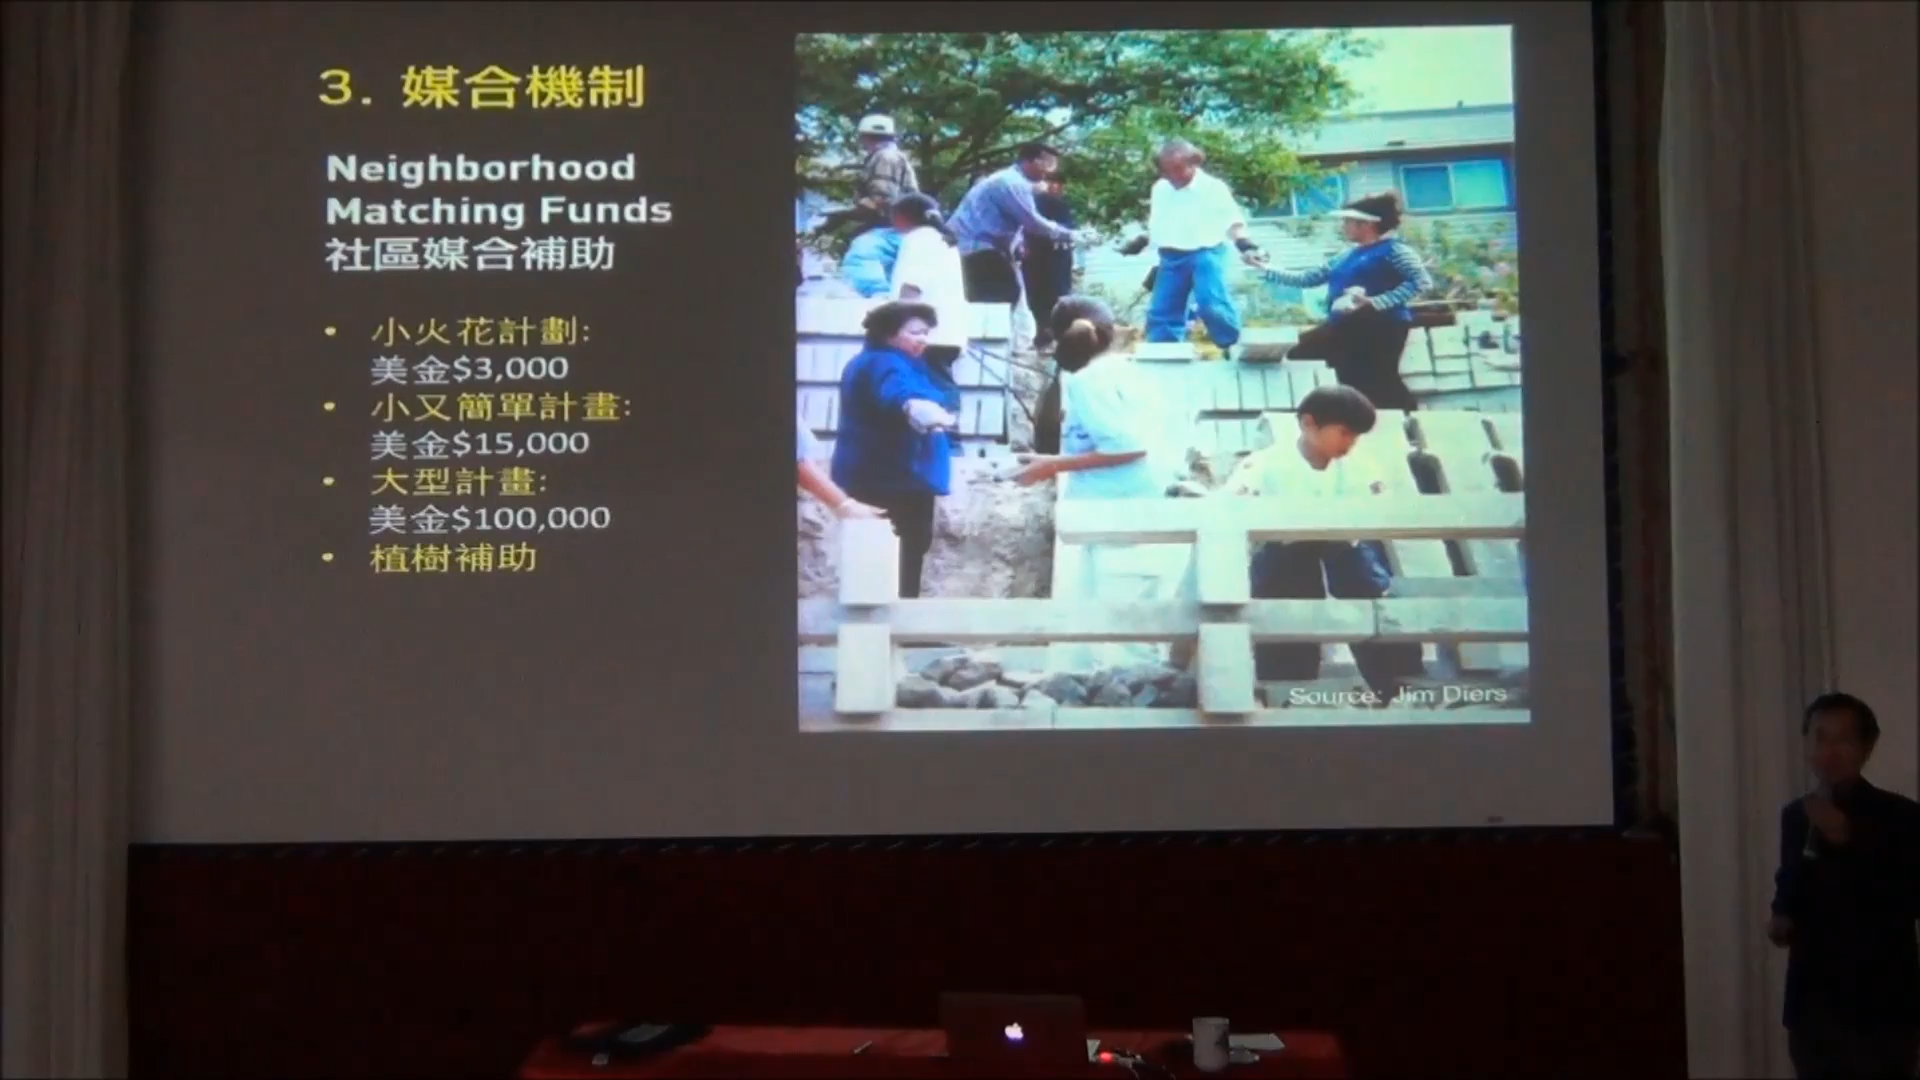 3. 媒合機制
Neighborhood
Matching Funds
社區媒合補助
• 小火花計劃:
美金$3,000
• 小又簡單計畫:
美金$15,000
• 大型計畫:
美金$100,000
• 植樹補助
Source: Jim Diers